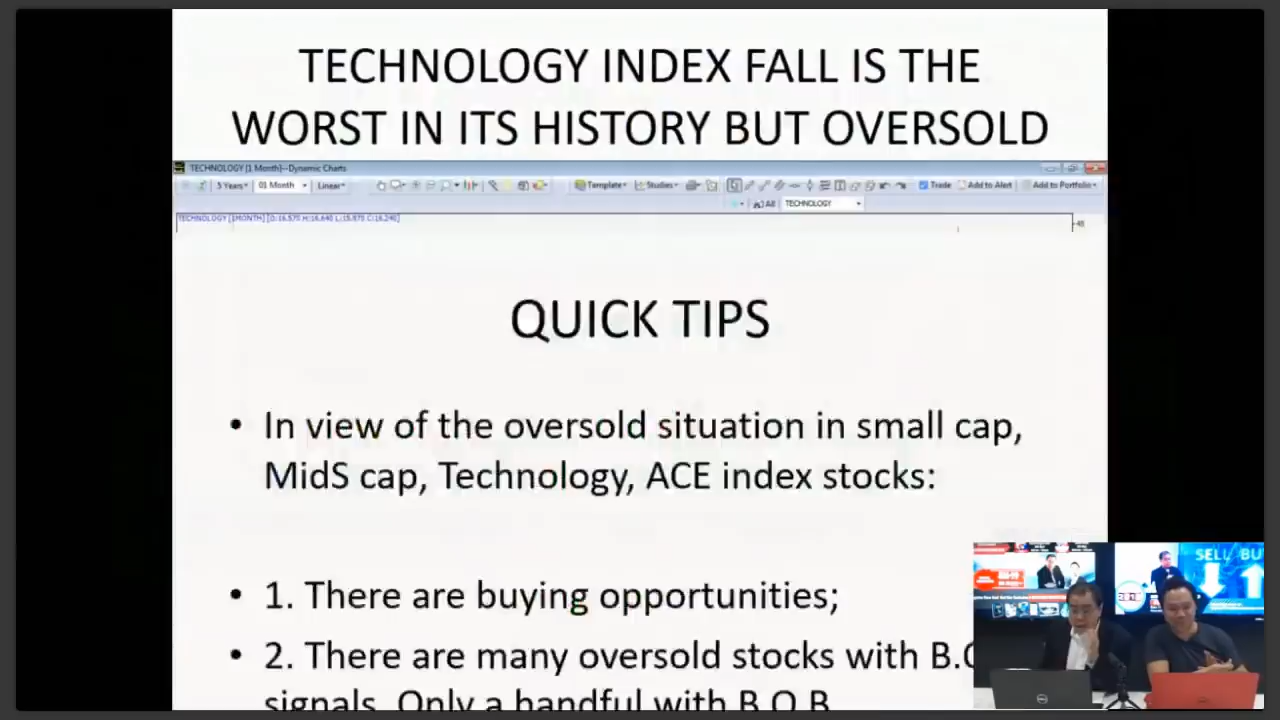 TECHNOLOGY INDEX FALL IS THE
WORST IN ITS HISTORY BUT OVERSOLD
TECHNOLOGY [1 Month]--Dynamic Charts
5 Years 01 Month Linear Template Studies Trade Add to Alert Add to Portfolio
All TECHNOLOGY
TECHNOLOGY [1MONTH] [O:16.575 H:16.640 L:15.875 C:16.240]
QUICK TIPS
• In view of the oversold situation in small cap,
MidS cap, Technology, ACE index stocks:
• 1. There are buying opportunities;
• 2. There are many oversold stocks with
signals. Only a handful with B.O.B.
SELL